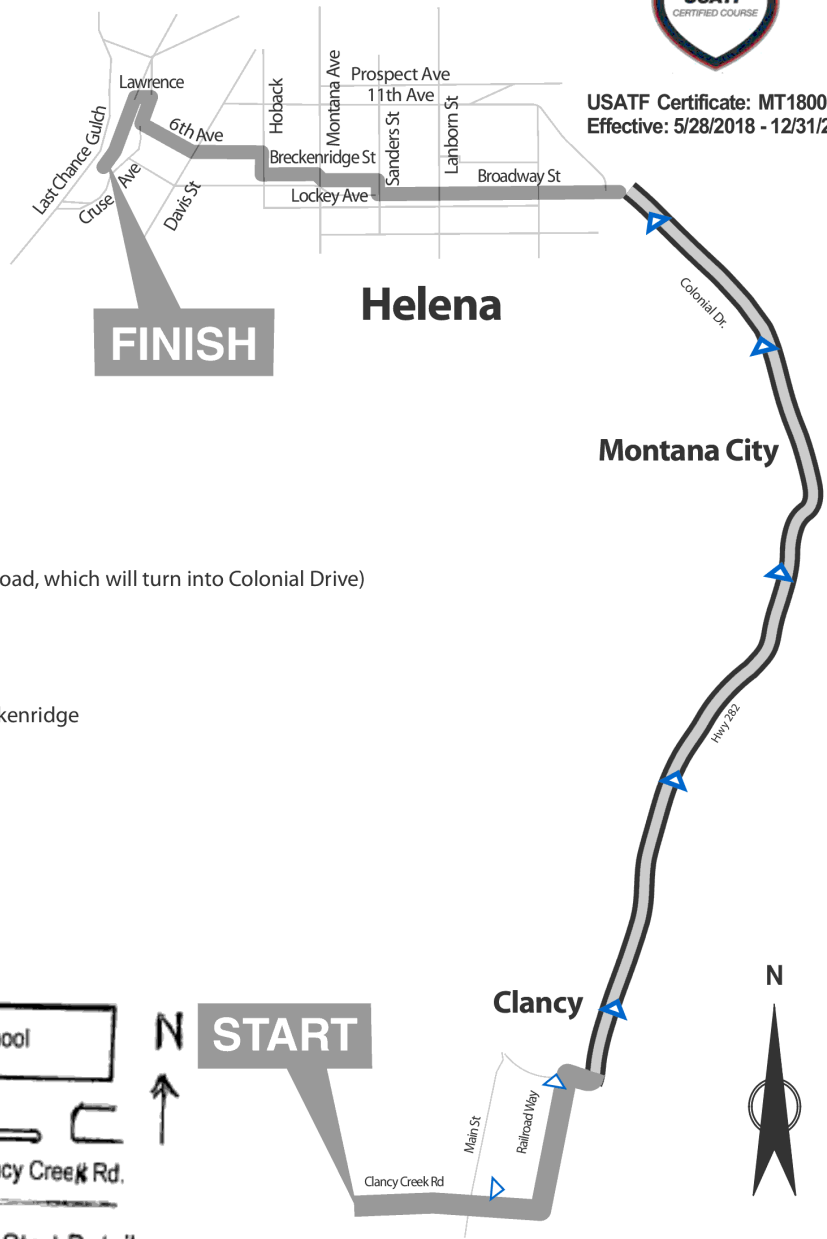 CERTIFIED COURSE
USATF Certificate: MT1800
Effective: 5/28/2018 - 12/31/2
Lawrence
Last Chance Gulch
6th Ave
Cruse Ave
Davis St
Hoback
Montana Ave
Prospect Ave
11th Ave
Sanders St
Lanborn St
Breckenridge St
Lockey Ave
Broadway St
FINISH
Helena
Colonial Dr.
Montana City
oad, which will turn into Colonial Drive)
kenridge
Hwy 282
N
Clancy
START
ool
N
Main St
Railroad Way
Clancy Creek Rd
cy Creek Rd.